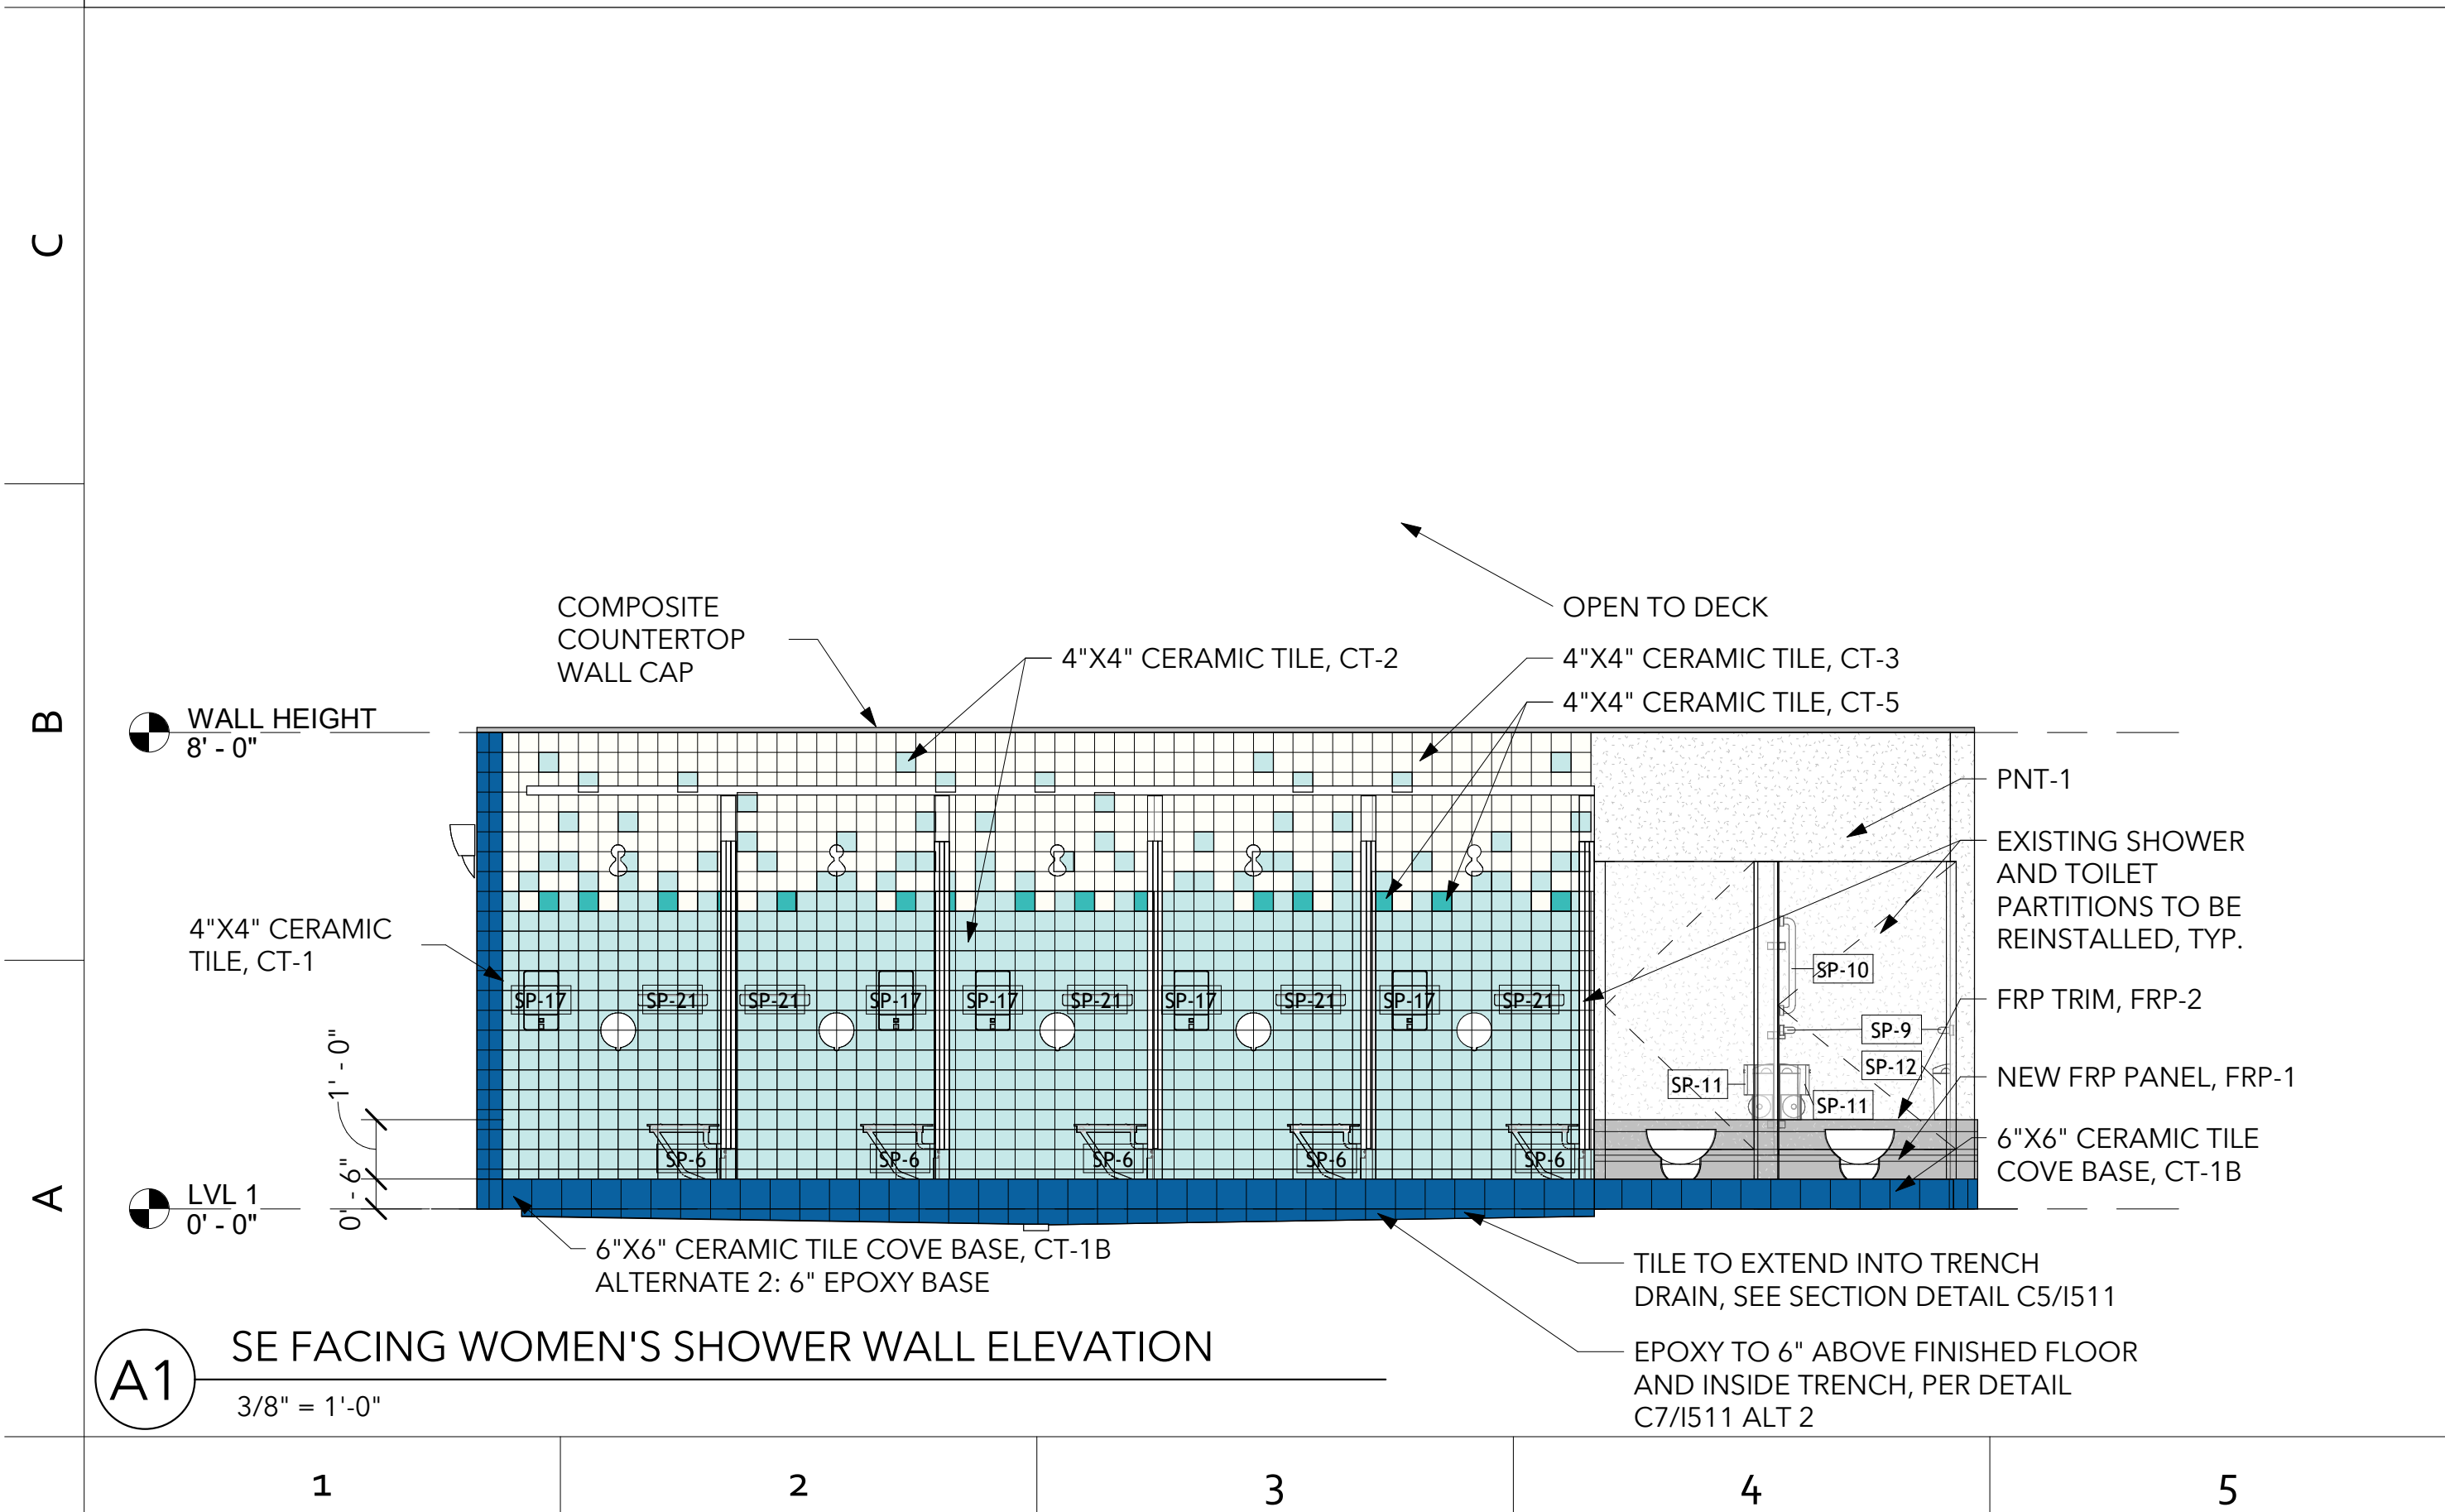 C
B
A
COMPOSITE
COUNTERTOP
WALL CAP
4"X4" CERAMIC TILE, CT-2
OPEN TO DECK
4"X4" CERAMIC TILE, CT-3
4"X4" CERAMIC TILE, CT-5
WALL HEIGHT
8' - 0"
PNT-1
EXISTING SHOWER
AND TOILET
PARTITIONS TO BE
REINSTALLED, TYP.
4"X4" CERAMIC
TILE, CT-1
SP-17 SP-21 SP-21 SP-17 SP-17 SP-21 SP-17 SP-21 SP-17 SP-21
SP-10
FRP TRIM, FRP-2
SP-9
SP-12
SP-11
SP-11
NEW FRP PANEL, FRP-1
1' - 0"
0' - 6"
SP-6 SP-6 SP-6 SP-6 SP-6
6"X6" CERAMIC TILE
COVE BASE, CT-1B
LVL 1
0' - 0"
6"X6" CERAMIC TILE COVE BASE, CT-1B
ALTERNATE 2: 6" EPOXY BASE
TILE TO EXTEND INTO TRENCH
DRAIN, SEE SECTION DETAIL C5/I511
EPOXY TO 6" ABOVE FINISHED FLOOR
AND INSIDE TRENCH, PER DETAIL
C7/I511 ALT 2
A1
SE FACING WOMEN'S SHOWER WALL ELEVATION
3/8" = 1'-0"
1 2 3 4 5